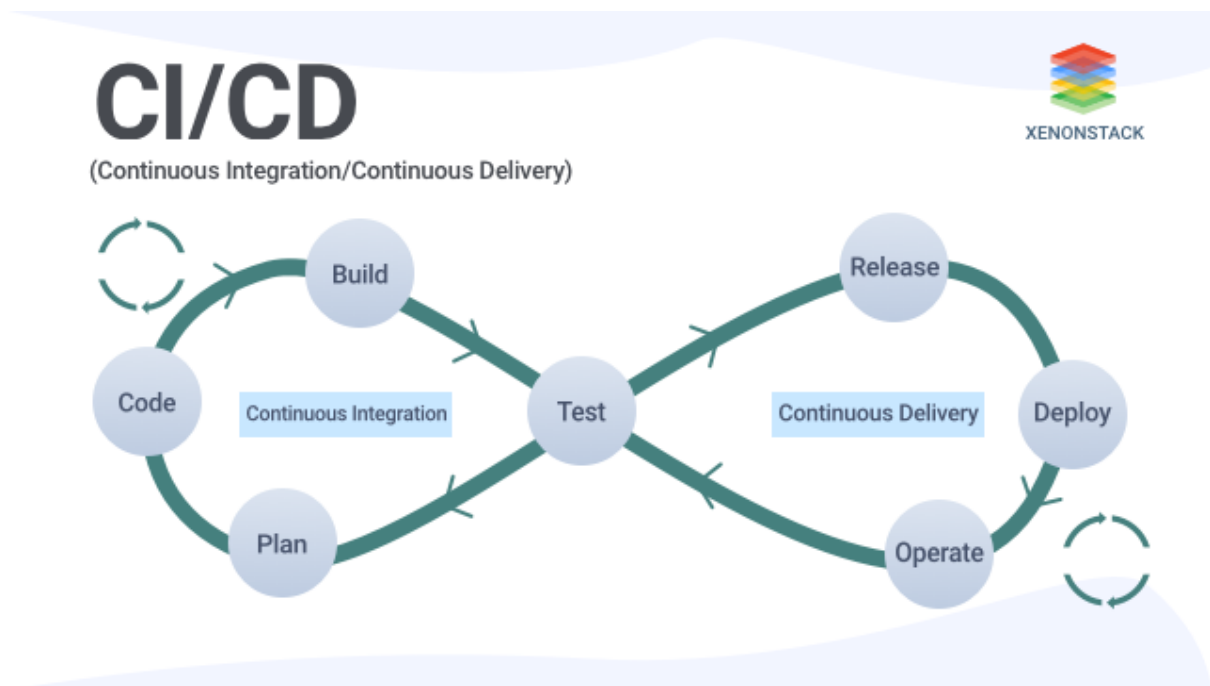 CI/CD
XENONSTACK
(Continuous Integration/Continuous Delivery)
Build
Release
Code
Continuous Integration
Test
Continuous Delivery
Deploy
Plan
Operate